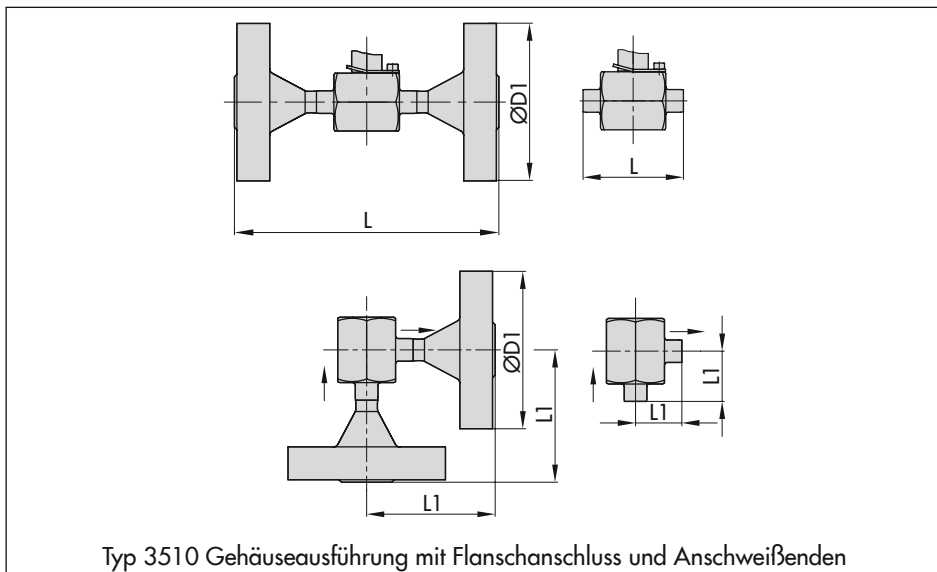 ØD1
L
L
ØD1
L1
L1
L1
L1
Typ 3510 Gehäuseausführung mit Flanschanschluss und Anschweißenden